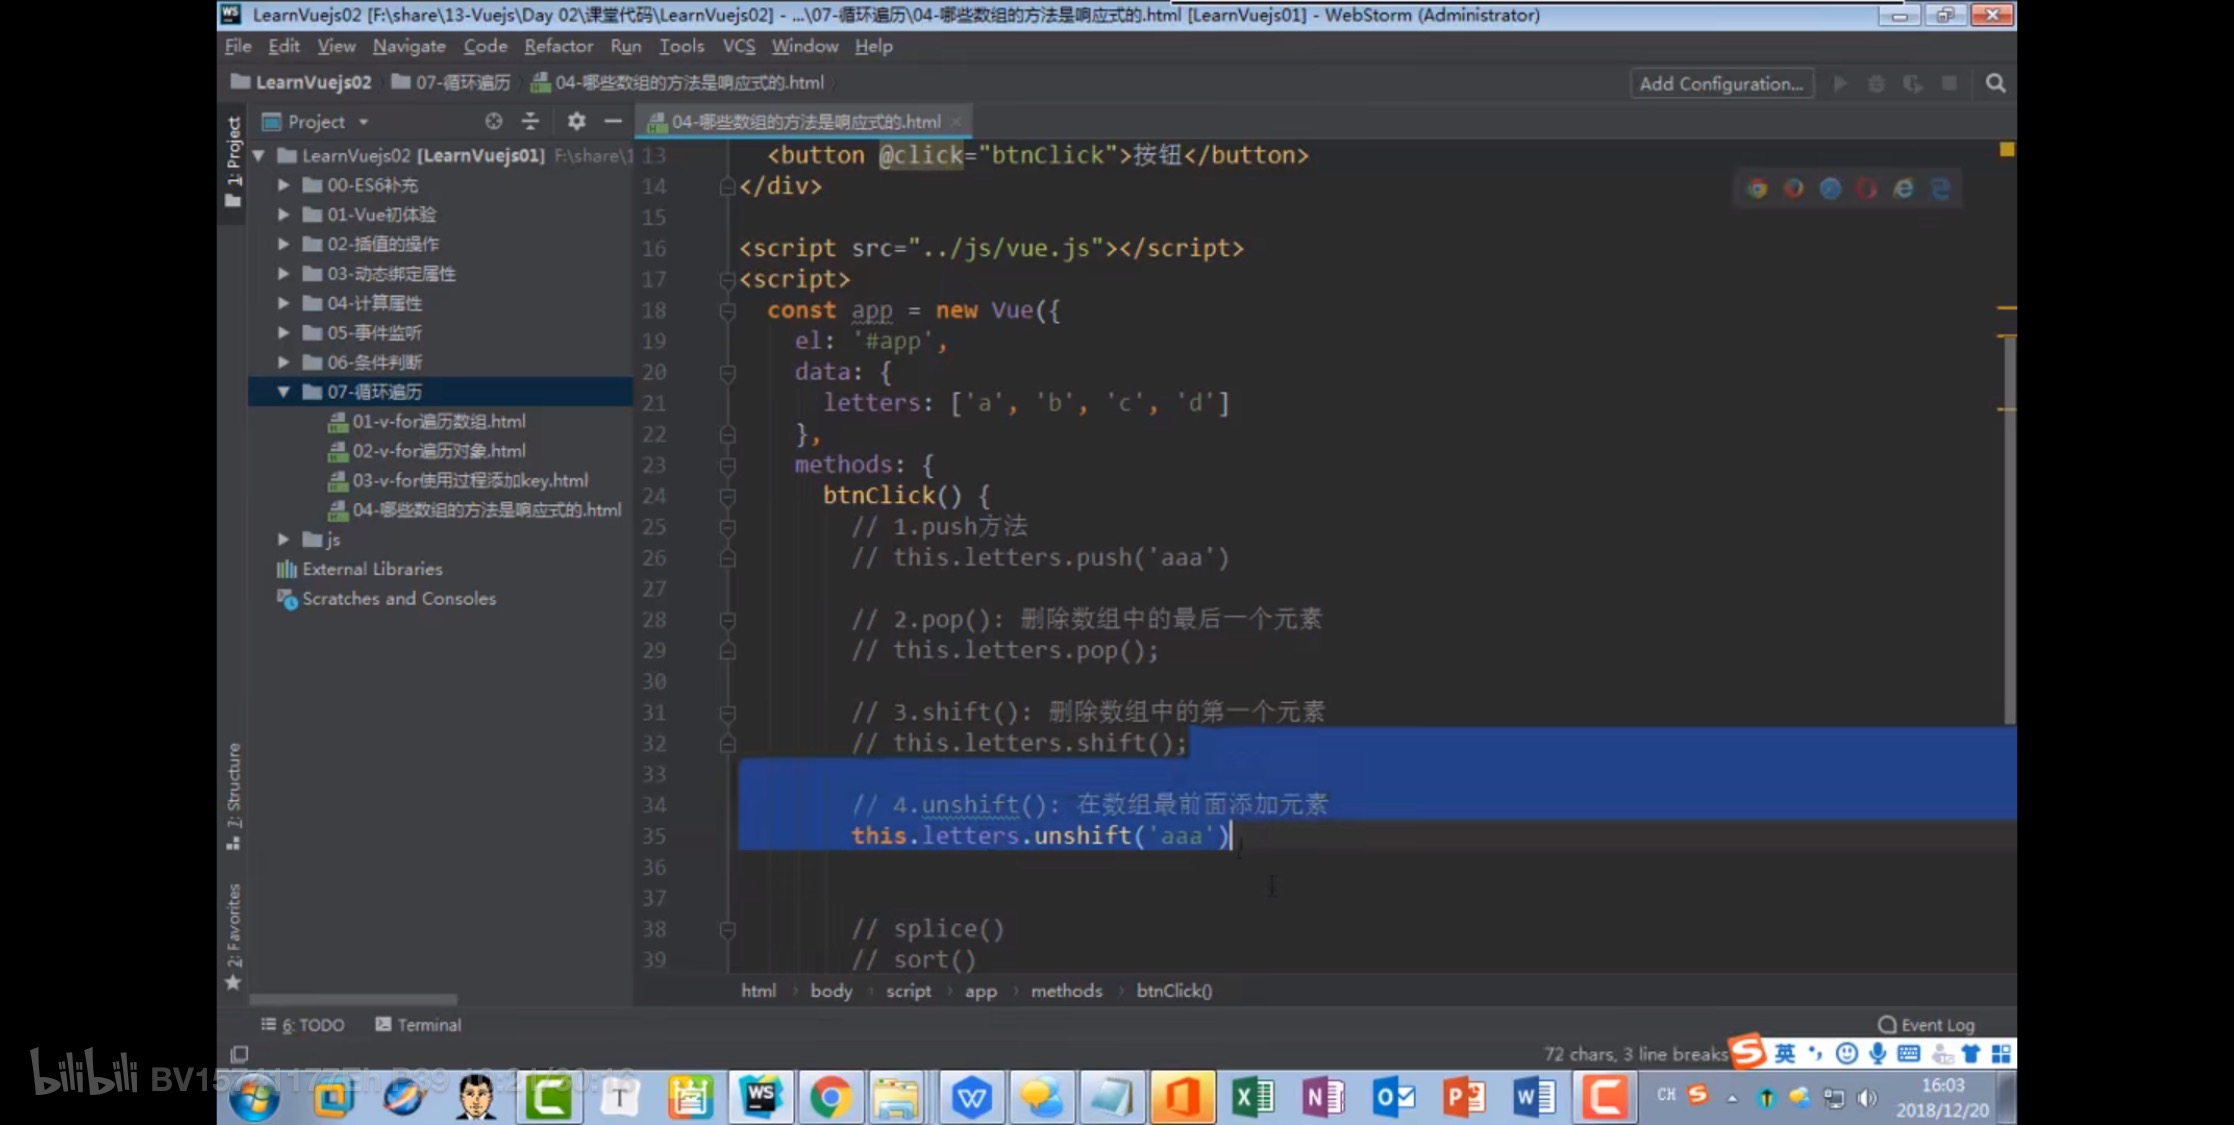 LearnVuejs02 [F:\share\13-Vuejs\Day 02\课堂代码\LearnVuejs02] - ...\07-循环遍历\04-哪些数组的方法是响应式的.html [LearnVuejs01] - WebStorm (Administrator)
File Edit View Navigate Code Refactor Run Tools VCS Window Help
LearnVuejs02 07-循环遍历 04-哪些数组的方法是响应式的.html Add Configuration...
Project 04-哪些数组的方法是响应式的.html
1: Project
LearnVuejs02 [LearnVuejs01] F:\share\1
00-ES6补充
01-Vue初体验
02-插值的操作
03-动态绑定属性
04-计算属性
05-事件监听
06-条件判断
07-循环遍历
01-v-for遍历数组.html
02-v-for遍历对象.html
03-v-for使用过程添加key.html
04-哪些数组的方法是响应式的.html
js
External Libraries
Scratches and Consoles
7: Structure
2: Favorites
13 <button @click="btnClick">按钮</button>
14 </div>
15
16 <script src="../js/vue.js"></script>
17 <script>
18 const app = new Vue({
19 el: '#app',
20 data: {
21 letters: ['a', 'b', 'c', 'd']
22 },
23 methods: {
24 btnClick() {
25 // 1.push方法
26 // this.letters.push('aaa')
27
28 // 2.pop(): 删除数组中的最后一个元素
29 // this.letters.pop();
30
31 // 3.shift(): 删除数组中的第一个元素
32 // this.letters.shift();
33
34 // 4.unshift(): 在数组最前面添加元素
35 this.letters.unshift('aaa')
36
37
38 // splice()
39 // sort()
html body script app methods btnClick()
6: TODO Terminal Event Log
72 chars, 3 line breaks 英
bilibili
CH 16:03
2018/12/20